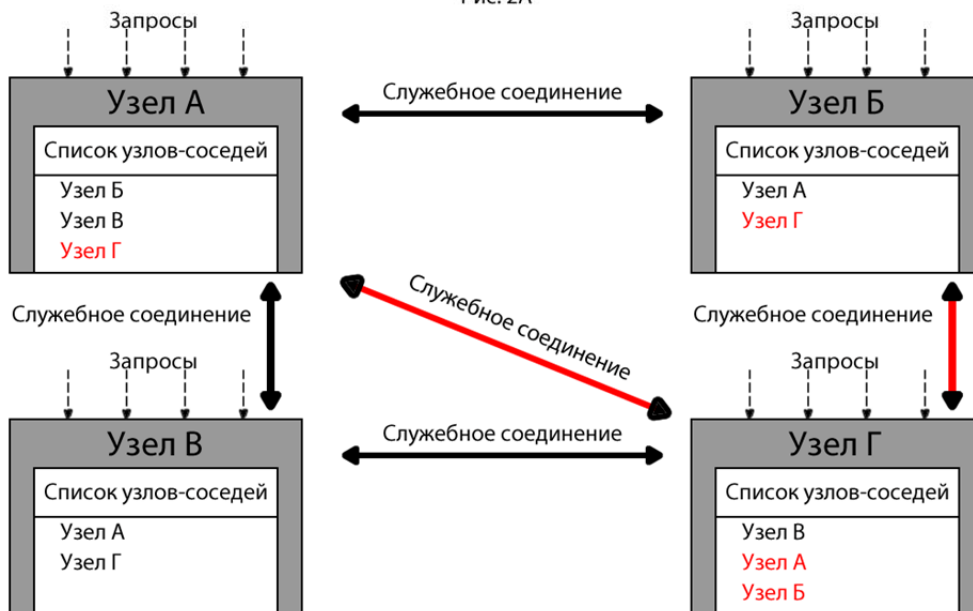 Рис. 2А
Запросы
Запросы
Узел А
Служебное соединение
Узел Б
Список узлов-соседей
Узел Б
Узел В
Узел Г
Список узлов-соседей
Узел А
Узел Г
Служебное соединение
Служебное соединение
Служебное соединение
Запросы
Запросы
Узел В
Служебное соединение
Узел Г
Список узлов-соседей
Узел А
Узел Г
Список узлов-соседей
Узел В
Узел А
Узел Б